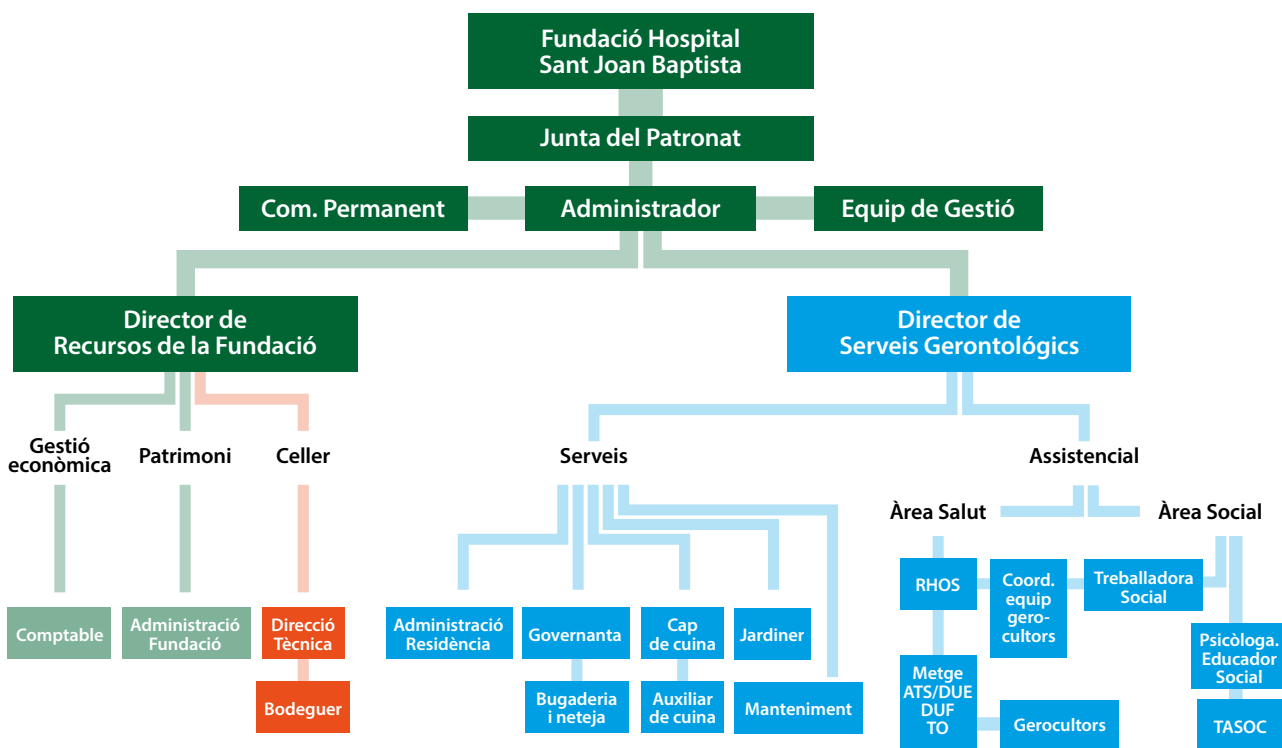 Fundació Hospital
Sant Joan Baptista
Junta del Patronat
Com. Permanent
Administrador
Equip de Gestió
Director de
Recursos de la Fundació
Director de
Serveis Gerontológics
Gestió
econòmica
Patrimoni
Celler
Serveis
Assistencial
Àrea Salut
Àrea Social
RHOS
Coord.
equip
gero-
cultors
Treballadora
Social
Comptable
Administració
Fundació
Direcció
Tècnica
Administració
Residència
Governanta
Cap
de cuina
Jardiner
Psicòloga.
Educador
Social
Bodeguer
Bugaderia
i neteja
Auxiliar
de cuina
Manteniment
Metge
ATS/DUE
DUF
TO
Gerocultors
TASOC